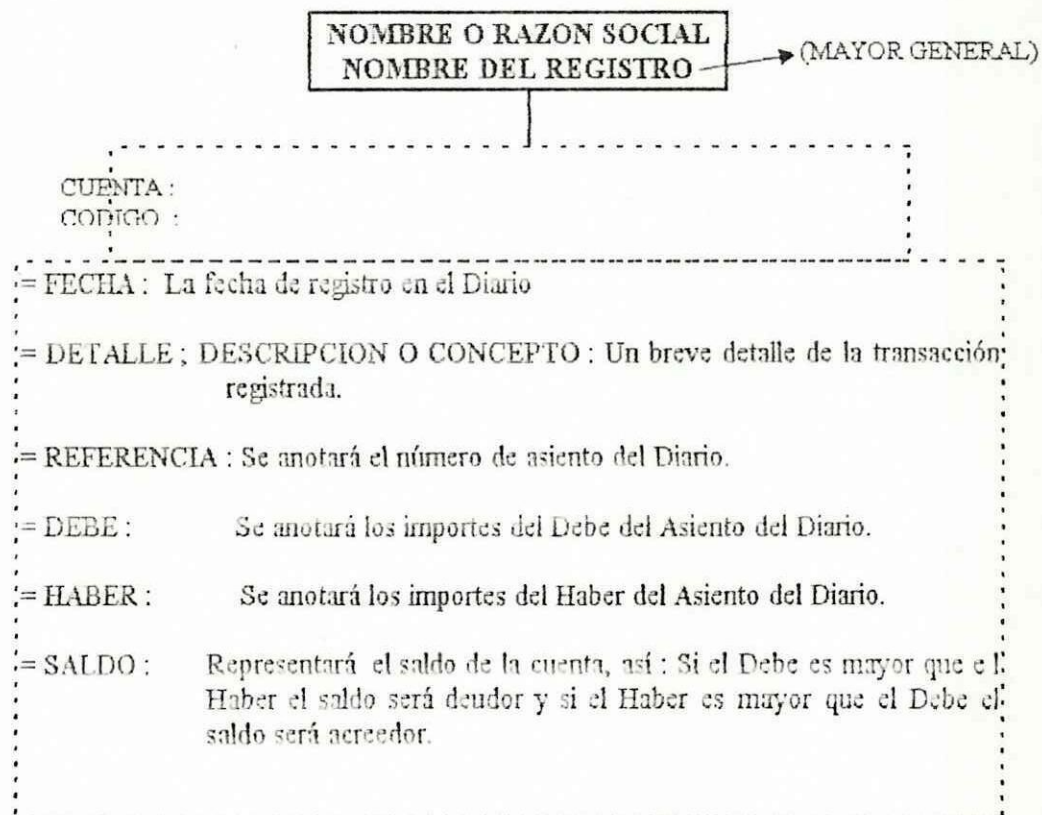 NOMBRE O RAZON SOCIAL
NOMBRE DEL REGISTRO
(MAYOR GENERAL)
CUENTA :
CODIGO :
= FECHA : La fecha de registro en el Diario
= DETALLE ; DESCRIPCION O CONCEPTO : Un breve detalle de la transacción
registrada.
= REFERENCIA : Se anotará el número de asiento del Diario.
= DEBE : Se anotará los importes del Debe del Asiento del Diario.
= HABER : Se anotará los importes del Haber del Asiento del Diario.
= SALDO : Representará el saldo de la cuenta, así : Si el Debe es mayor que e l
Haber el saldo será deudor y si el Haber es mayor que el Debe el
saldo será acreedor.